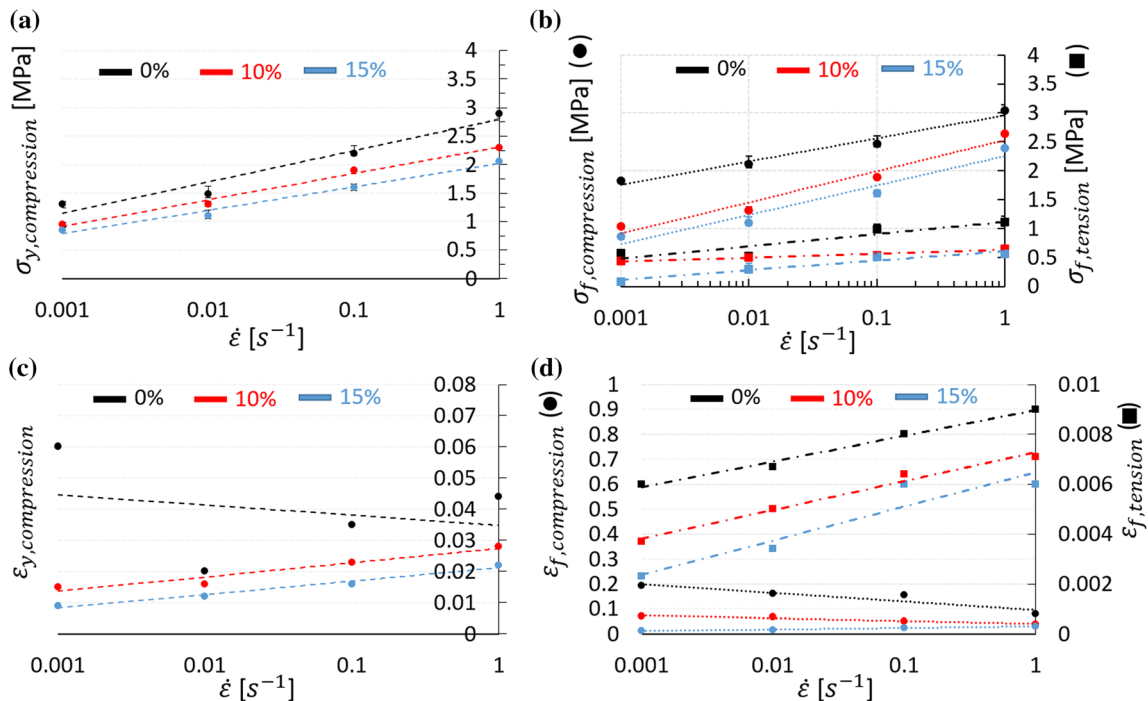 (a)
σy,compression [MPa]
0% 10% 15%
4
3.5
3
2.5
2
1.5
1
0.5
0
0.001 0.01 0.1 1
ε̇ [s⁻¹]
(b)
σf,compression [MPa] (●)
0% 10% 15%
4
3.5
3
2.5
2
1.5
1
0.5
0
σf,tension [MPa] (■)
0.001 0.01 0.1 1
ε̇ [s⁻¹]
(c)
εy,compression
0% 10% 15%
0.08
0.07
0.06
0.05
0.04
0.03
0.02
0.01
0
0.001 0.01 0.1 1
ε̇ [s⁻¹]
(d)
εf,compression (●)
0% 10% 15%
1
0.9
0.8
0.7
0.6
0.5
0.4
0.3
0.2
0.1
0
0.01
0.008
0.006
0.004
0.002
0
εf,tension (■)
0.001 0.01 0.1 1
ε̇ [s⁻¹]